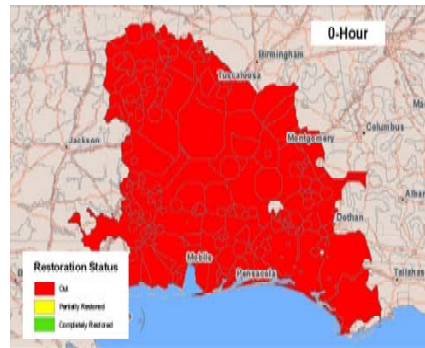 0-Hour
Birmingham
Tuscaloosa
Columbus
Montgomery
Jackson
Dothan
Mobile
Pensacola
Restoration Status
Out
Partially Restored
Completely Restored